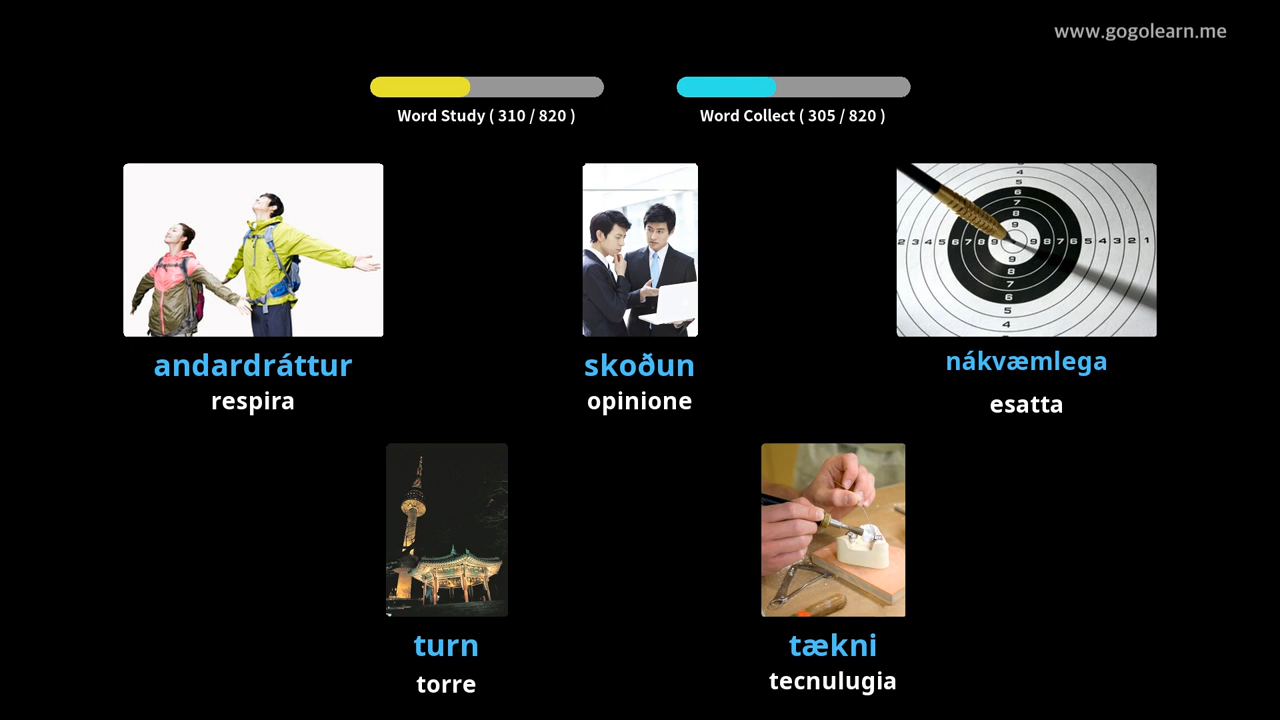 www.gogolearn.me
Word Study ( 310 / 820 )
Word Collect ( 305 / 820 )
andardráttur
respira
skoðun
opinione
nákvæmlega
esatta
turn
torre
tækni
tecnulugia